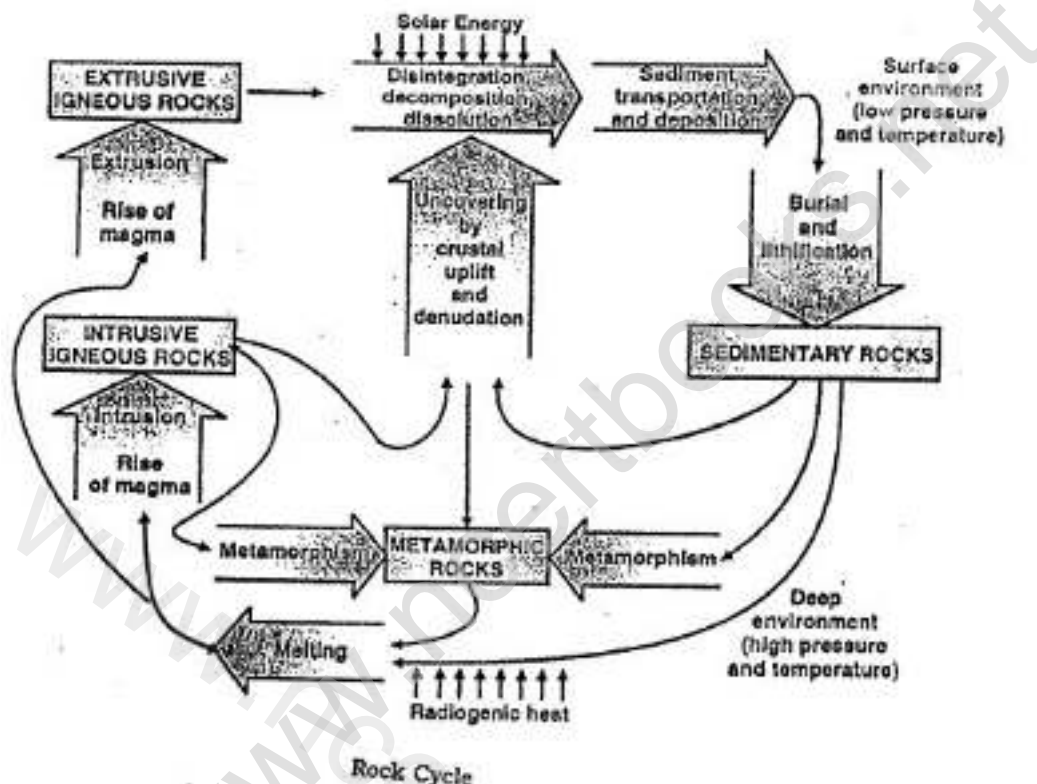 Solar Energy
EXTRUSIVE
IGNEOUS ROCKS
Disintegration
decomposition
dissolution
Sediment
transportation
and deposition
Surface
environment
(low pressure
and temperature)
Extrusion
Rise of
magma
Uncovering
by
crustal
uplift
and
denudation
Burial
and
lithification
INTRUSIVE
IGNEOUS ROCKS
SEDIMENTARY ROCKS
Intrusion
Rise
of magma
Metamorphism
METAMORPHIC
ROCKS
Metamorphism
Melting
Deep
environment
(high pressure
and temperature)
Radiogenic heat
Rock Cycle